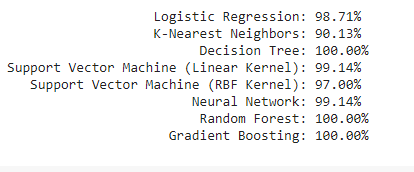 Logistic Regression: 98.71%
K-Nearest Neighbors: 90.13%
Decision Tree: 100.00%
Support Vector Machine (Linear Kernel): 99.14%
Support Vector Machine (RBF Kernel): 97.00%
Neural Network: 99.14%
Random Forest: 100.00%
Gradient Boosting: 100.00%